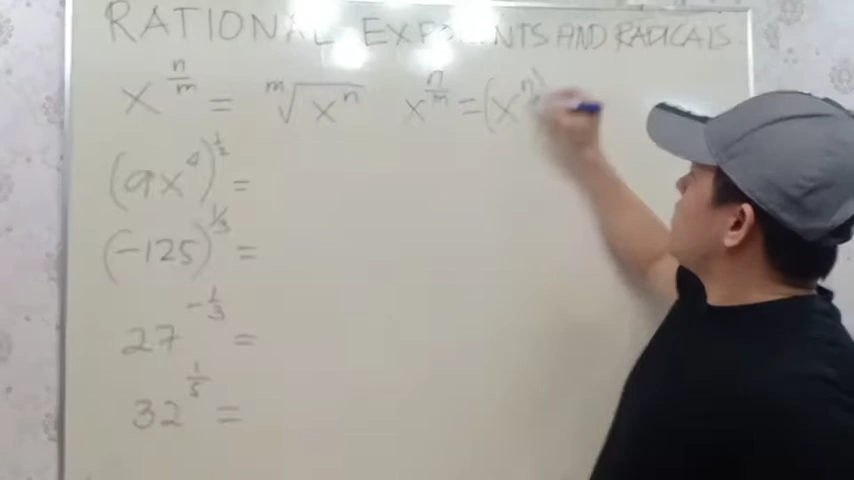 RATIONAL EXPONENTS AND RADICALS
x^(n/m) = ᵐ√(xⁿ) x^(n/m) = (xⁿ)
(9x⁴)^(1/2) =
(-125)^(1/3) =
27^(-1/3) =
32^(1/5) =